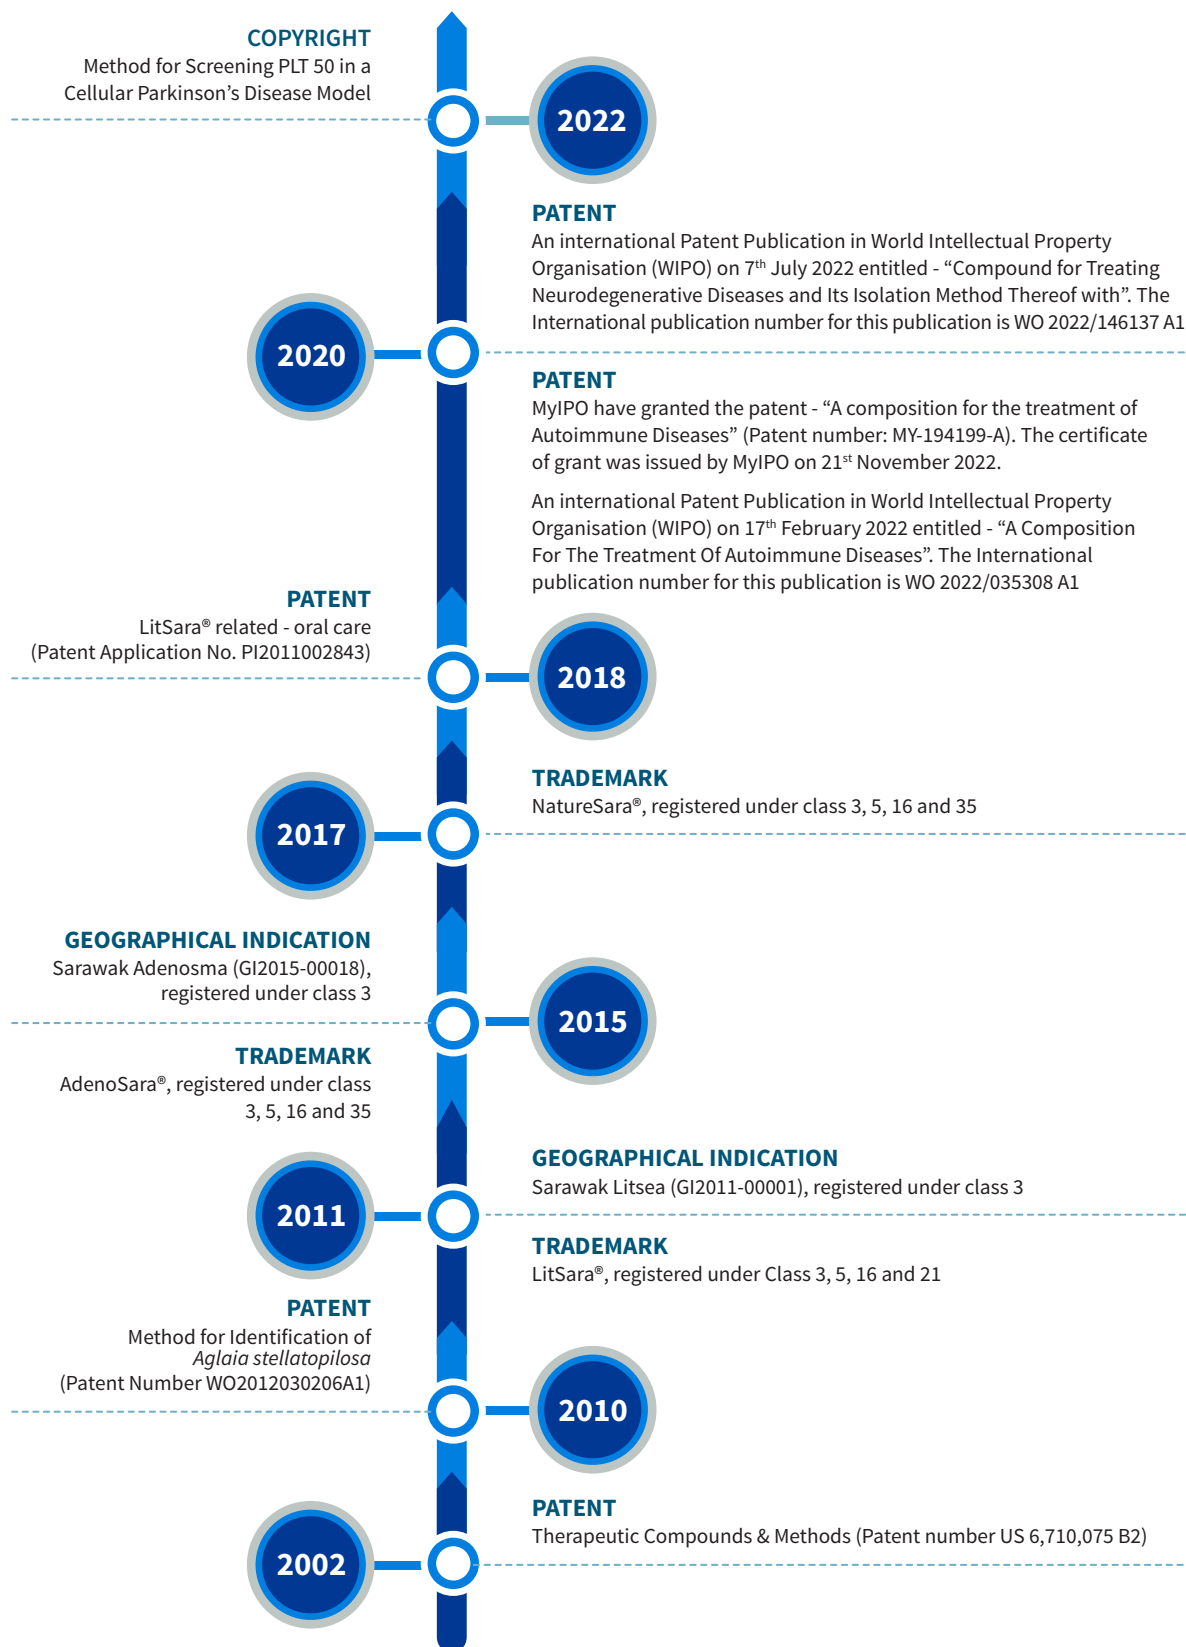 COPYRIGHT
Method for Screening PLT 50 in a
Cellular Parkinson’s Disease Model
2022
PATENT
An international Patent Publication in World Intellectual Property
Organisation (WIPO) on 7th July 2022 entitled - “Compound for Treating
Neurodegenerative Diseases and Its Isolation Method Thereof with”. The
International publication number for this publication is WO 2022/146137 A1
2020
PATENT
MyIPO have granted the patent - “A composition for the treatment of
Autoimmune Diseases” (Patent number: MY-194199-A). The certificate
of grant was issued by MyIPO on 21st November 2022.
An international Patent Publication in World Intellectual Property
Organisation (WIPO) on 17th February 2022 entitled - “A Composition
For The Treatment Of Autoimmune Diseases”. The International
publication number for this publication is WO 2022/035308 A1
PATENT
LitSara® related - oral care
(Patent Application No. PI2011002843)
2018
TRADEMARK
NatureSara®, registered under class 3, 5, 16 and 35
2017
GEOGRAPHICAL INDICATION
Sarawak Adenosma (GI2015-00018),
registered under class 3
2015
TRADEMARK
AdenoSara®, registered under class
3, 5, 16 and 35
GEOGRAPHICAL INDICATION
Sarawak Litsea (GI2011-00001), registered under class 3
2011
TRADEMARK
LitSara®, registered under Class 3, 5, 16 and 21
PATENT
Method for Identification of
Aglaia stellatopilosa
(Patent Number WO2012030206A1)
2010
PATENT
Therapeutic Compounds & Methods (Patent number US 6,710,075 B2)
2002